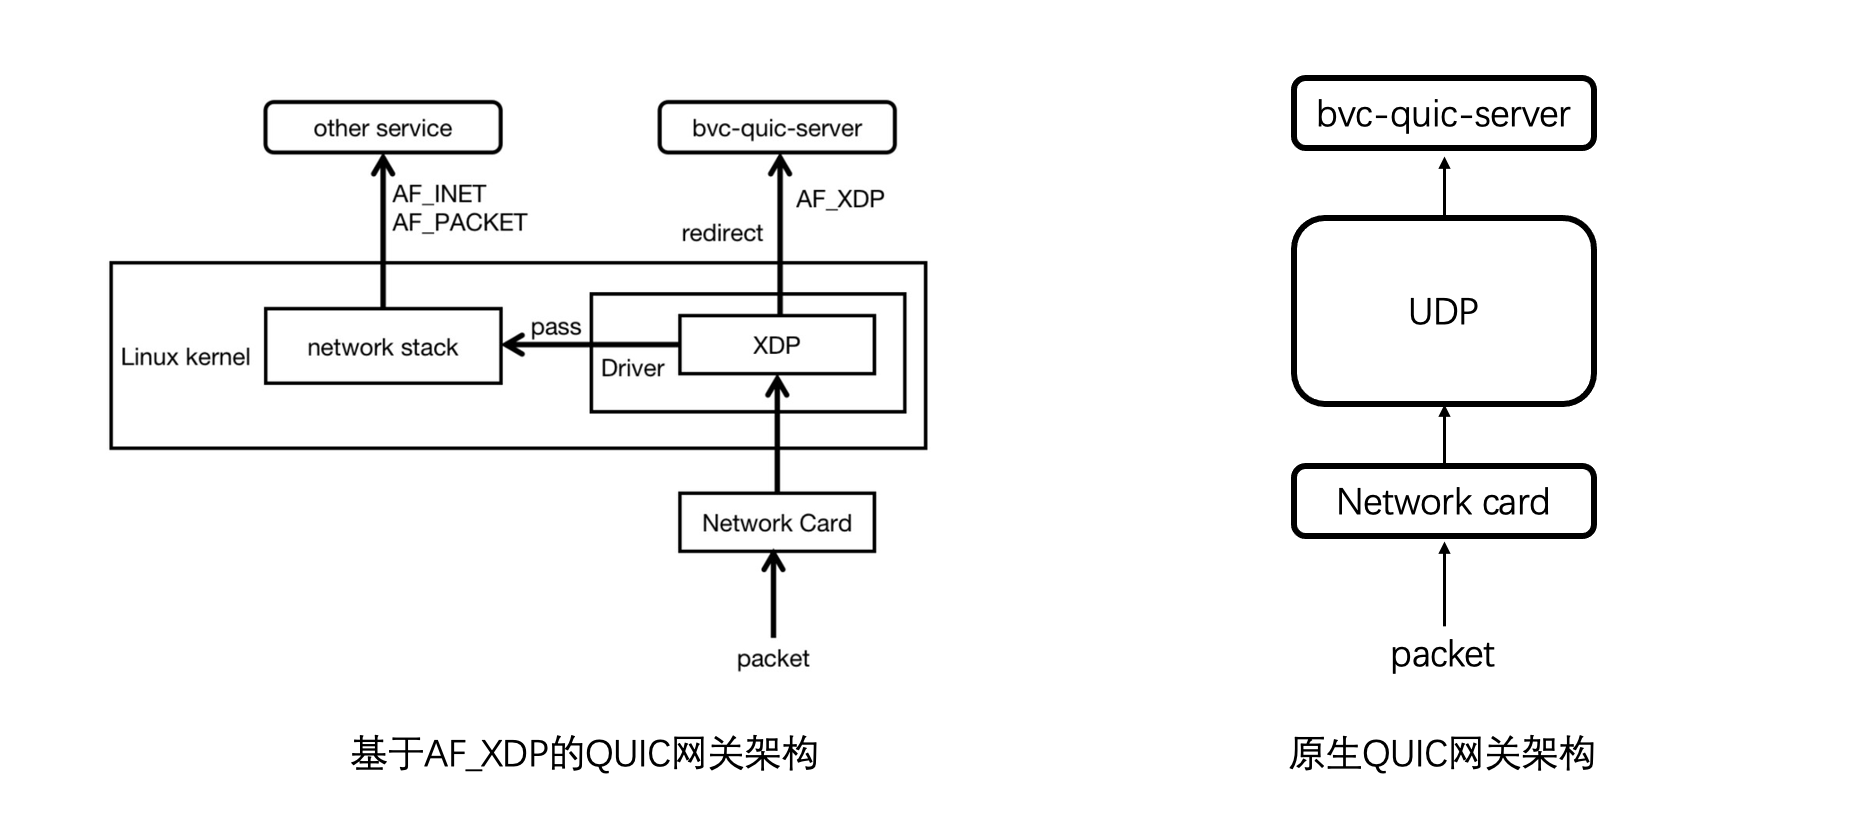 other service
bvc-quic-server
AF_INET
AF_PACKET
AF_XDP
redirect
Linux kernel
network stack
pass
Driver
XDP
Network Card
packet
基于AF_XDP的QUIC网关架构
bvc-quic-server
UDP
Network card
packet
原生QUIC网关架构